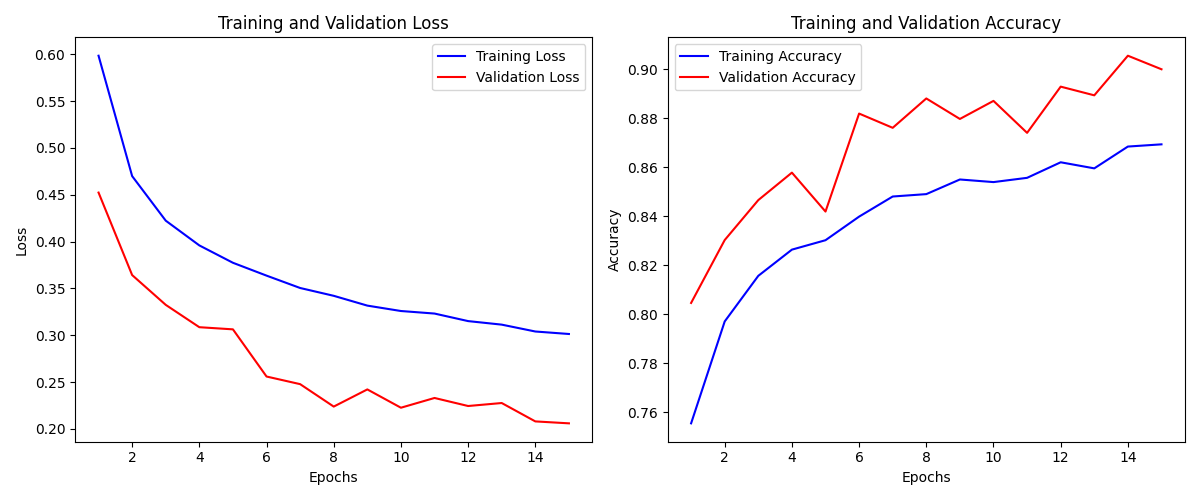 Training and Validation Loss
Training Loss
Validation Loss
0.60
0.55
0.50
0.45
0.40
0.35
0.30
0.25
0.20
Loss
2 4 6 8 10 12 14
Epochs
Training and Validation Accuracy
Training Accuracy
Validation Accuracy
0.90
0.88
0.86
0.84
0.82
0.80
0.78
0.76
Accuracy
2 4 6 8 10 12 14
Epochs